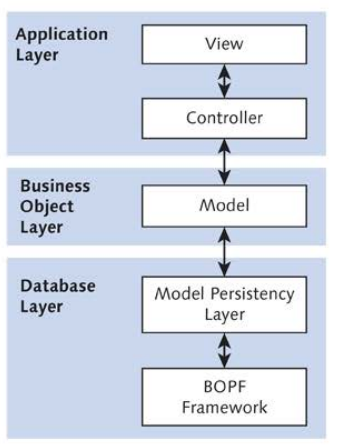 Application
Layer
View
Controller
Business
Object
Layer
Model
Database
Layer
Model Persistency
Layer
BOPF
Framework